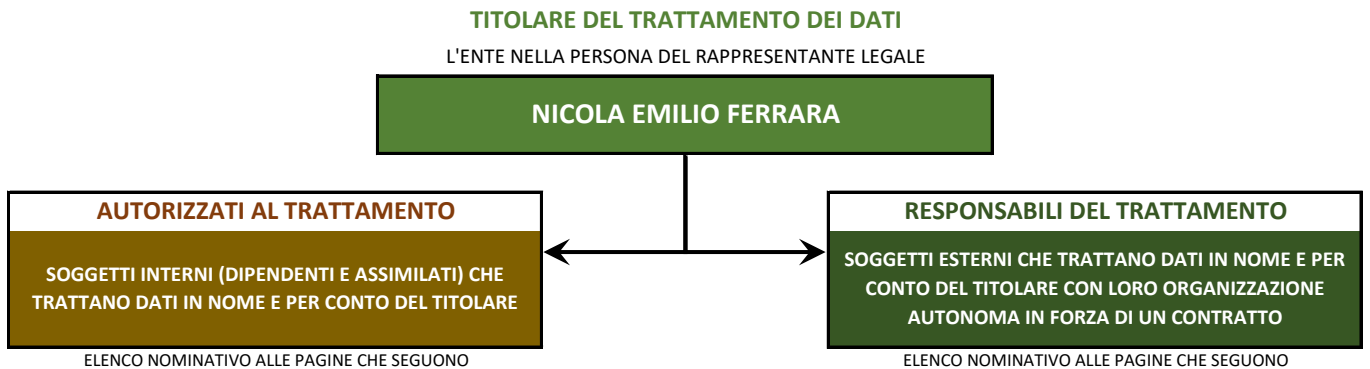 TITOLARE DEL TRATTAMENTO DEI DATI
L'ENTE NELLA PERSONA DEL RAPPRESENTANTE LEGALE
NICOLA EMILIO FERRARA
AUTORIZZATI AL TRATTAMENTO
SOGGETTI INTERNI (DIPENDENTI E ASSIMILATI) CHE
TRATTANO DATI IN NOME E PER CONTO DEL TITOLARE
ELENCO NOMINATIVO ALLE PAGINE CHE SEGUONO
RESPONSABILI DEL TRATTAMENTO
SOGGETTI ESTERNI CHE TRATTANO DATI IN NOME E PER
CONTO DEL TITOLARE CON LORO ORGANIZZAZIONE
AUTONOMA IN FORZA DI UN CONTRATTO
ELENCO NOMINATIVO ALLE PAGINE CHE SEGUONO